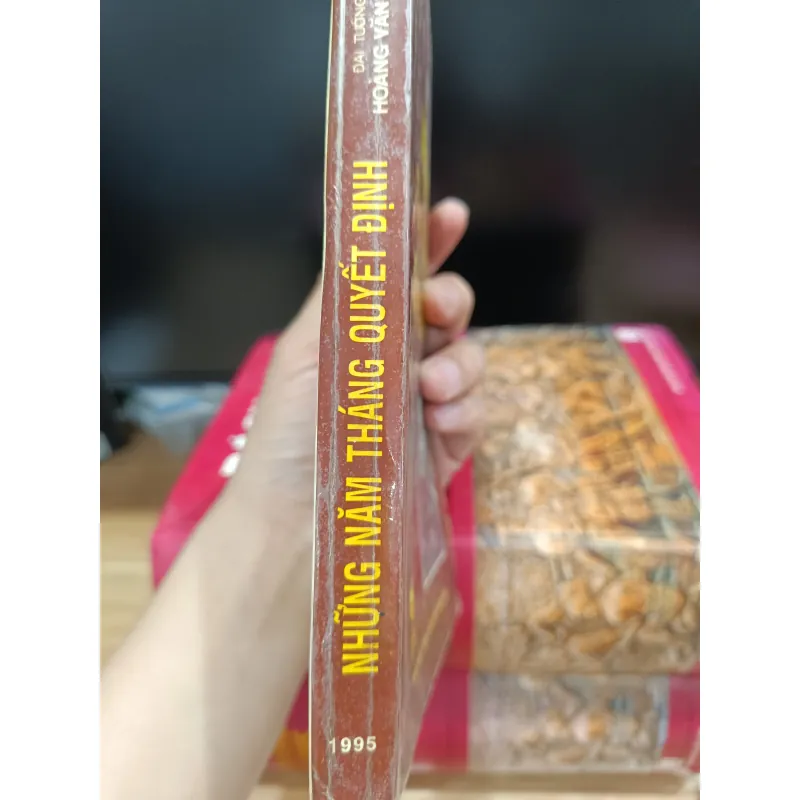 ĐẠI TƯỚNG
HOÀNG VĂN
NHỮNG NĂM THÁNG QUYẾT ĐỊNH
1995